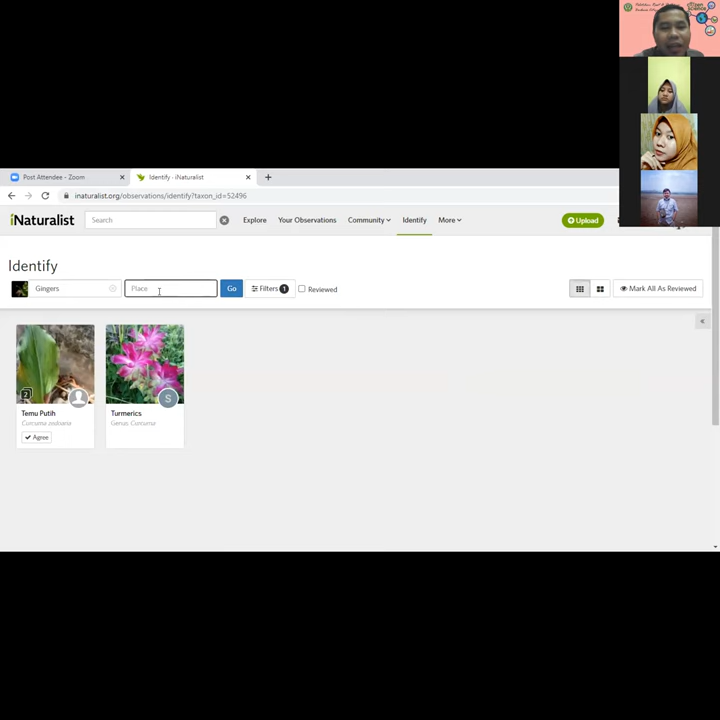 Post Attendee - Zoom
Identify · iNaturalist
inaturalist.org/observations/identify?taxon_id=52496
iNaturalist
Search
Explore
Your Observations
Community
Identify
More
Upload
Identify
Gingers
Place
Go
Filters 1
Reviewed
Mark All As Reviewed
2
S
Temu Putih
Curcuma zedoaria
Agree
Turmerics
Genus Curcuma